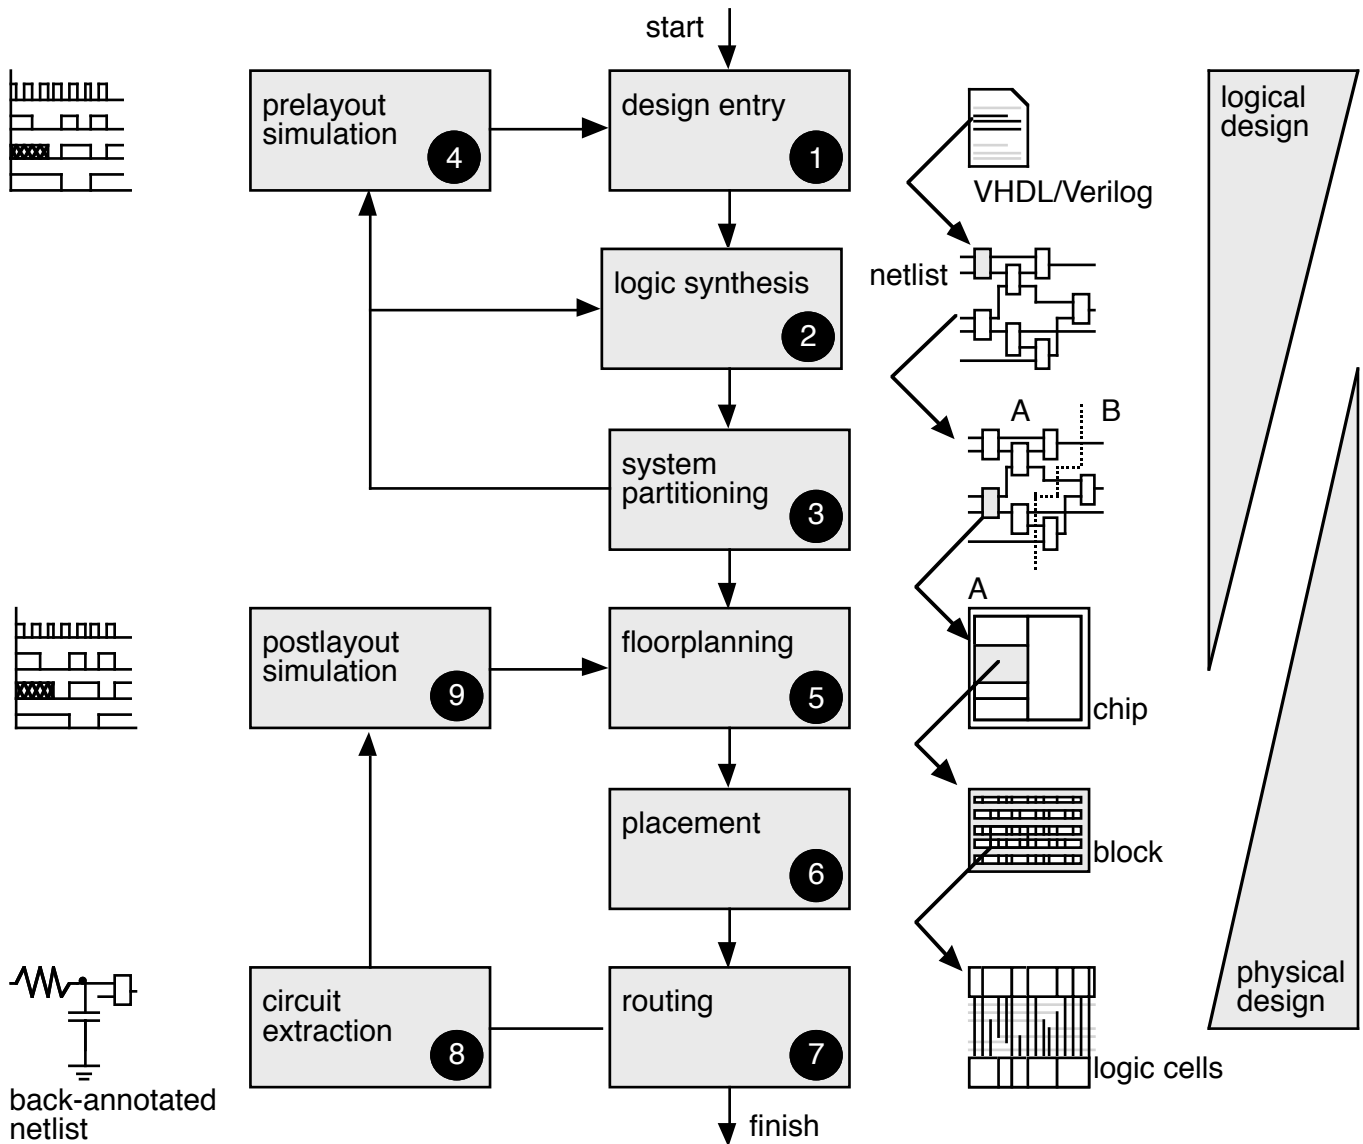 start
prelayout
simulation
4
design entry
1
VHDL/Verilog
logical
design
logic synthesis
2
netlist
system
partitioning
3
A
B
postlayout
simulation
9
floorplanning
5
A
chip
placement
6
block
circuit
extraction
8
routing
7
logic cells
physical
design
back-annotated
netlist
finish